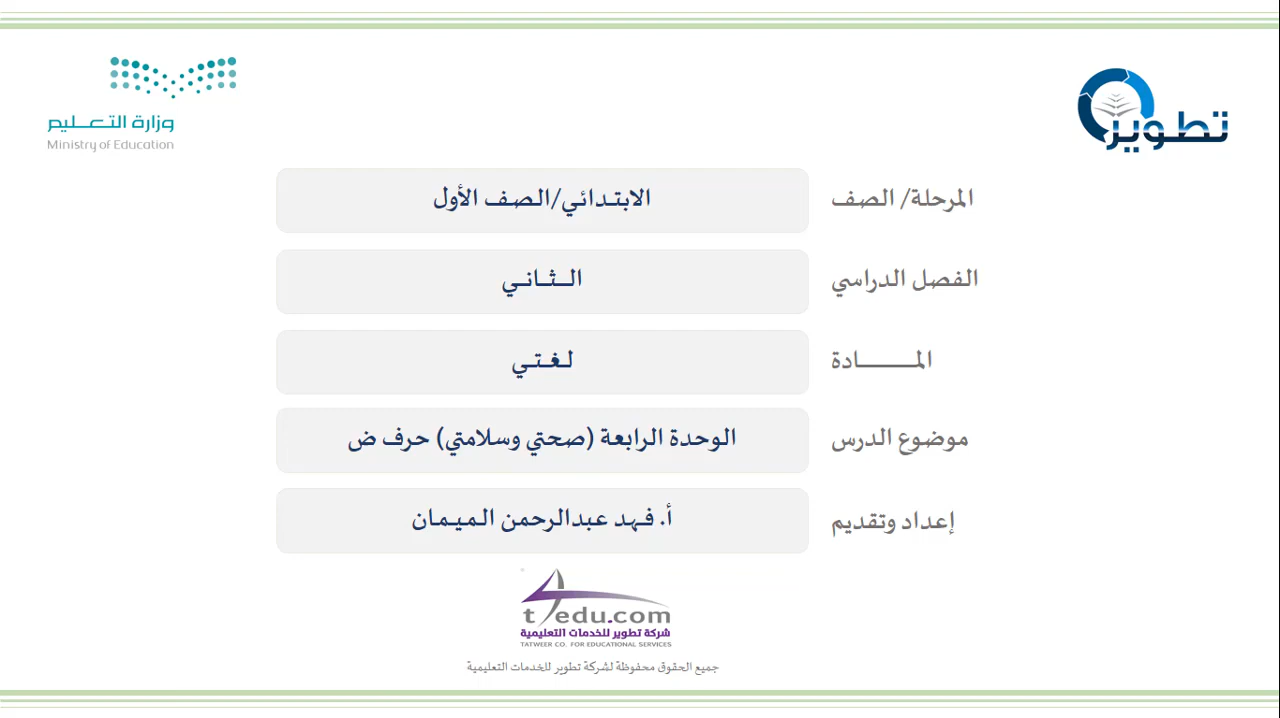 وزارة التعليم
Ministry of Education
تطوير
المرحلة/ الصف
الابتدائي/الصف الأول
الفصل الدراسي
الثاني
المادة
لغتي
موضوع الدرس
الوحدة الرابعة (صحتي وسلامتي) حرف ض
إعداد وتقديم
أ. فهد عبدالرحمن الميمان
t4edu.com
شركة تطوير للخدمات التعليمية
TATWEER CO. FOR EDUCATIONAL SERVICES
جميع الحقوق محفوظة لشركة تطوير للخدمات التعليمية